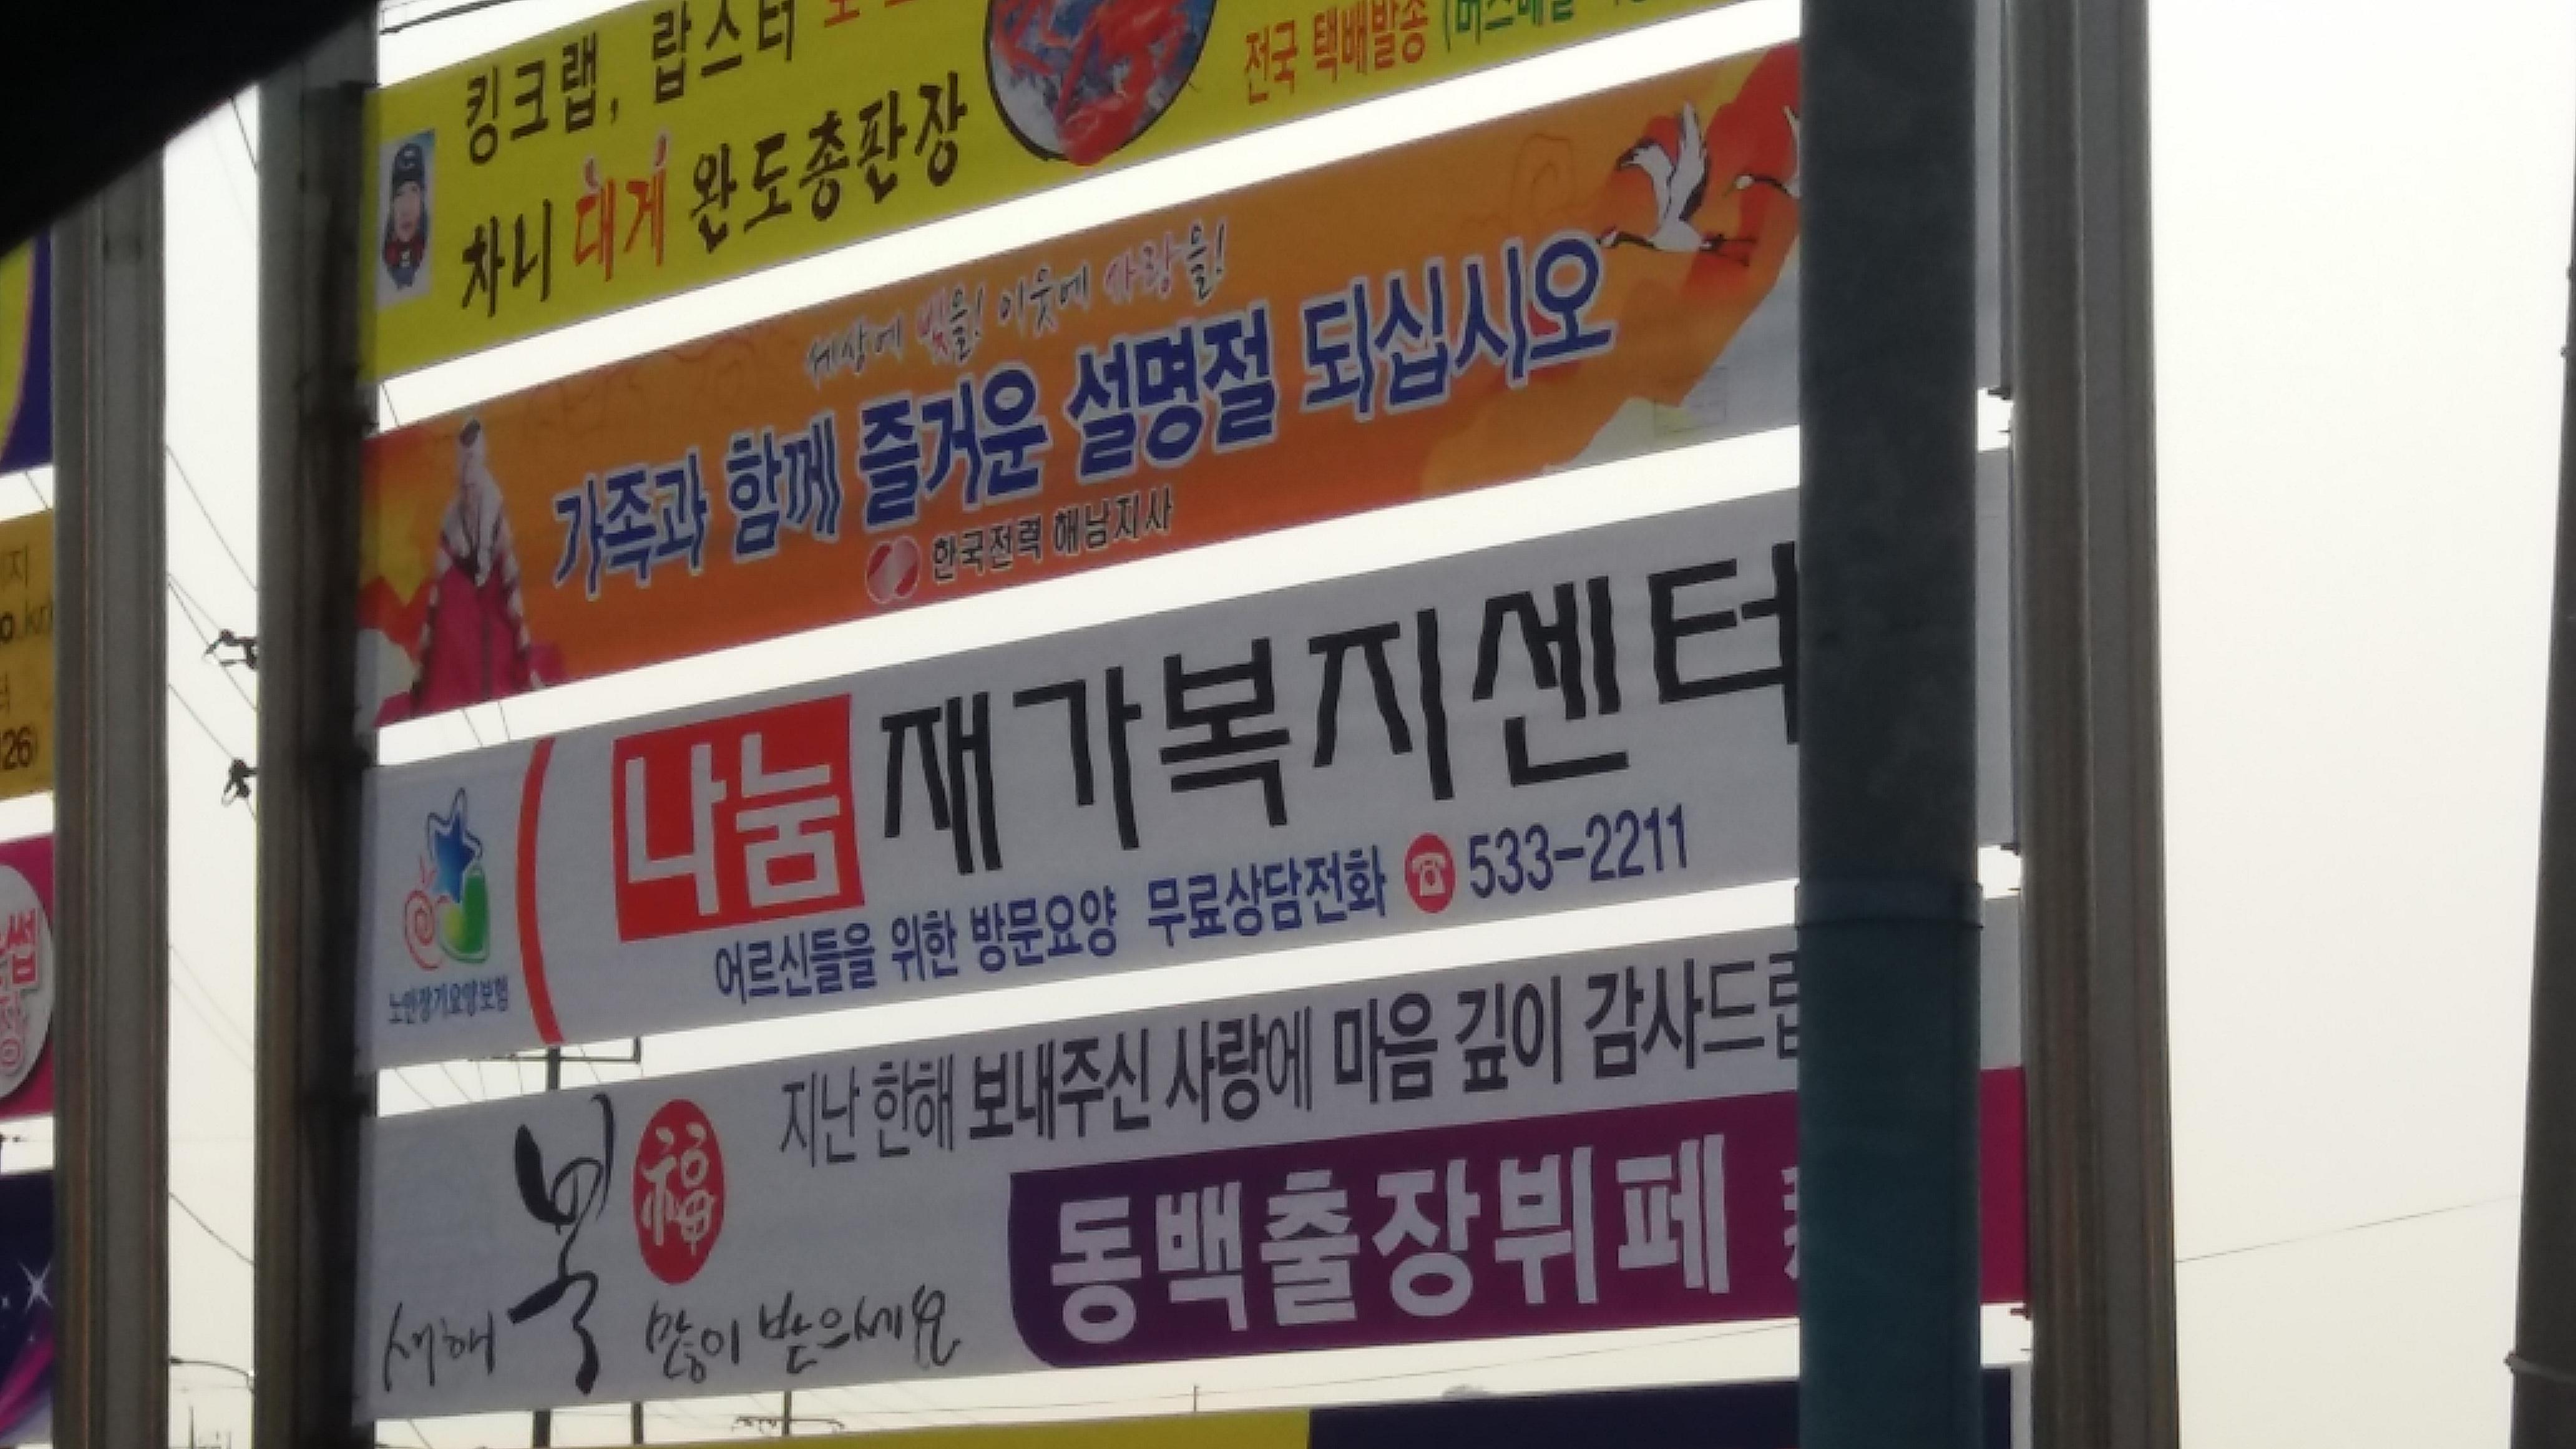 킹크랩, 랍스터
차니 대게 완도총판장
전국 택배발송
세상에 빛을! 이웃에 사랑을!
가족과 함께 즐거운 설명절 되십시오
한국전력 해남지사
나눔 재가복지센터
어르신들을 위한 방문요양 무료상담전화 ☎ 533-2211
노인장기요양보험
지난 한해 보내주신 사랑에 마음 깊이 감사드립
새해 복 福 많이 받으세요
동백출장뷔페